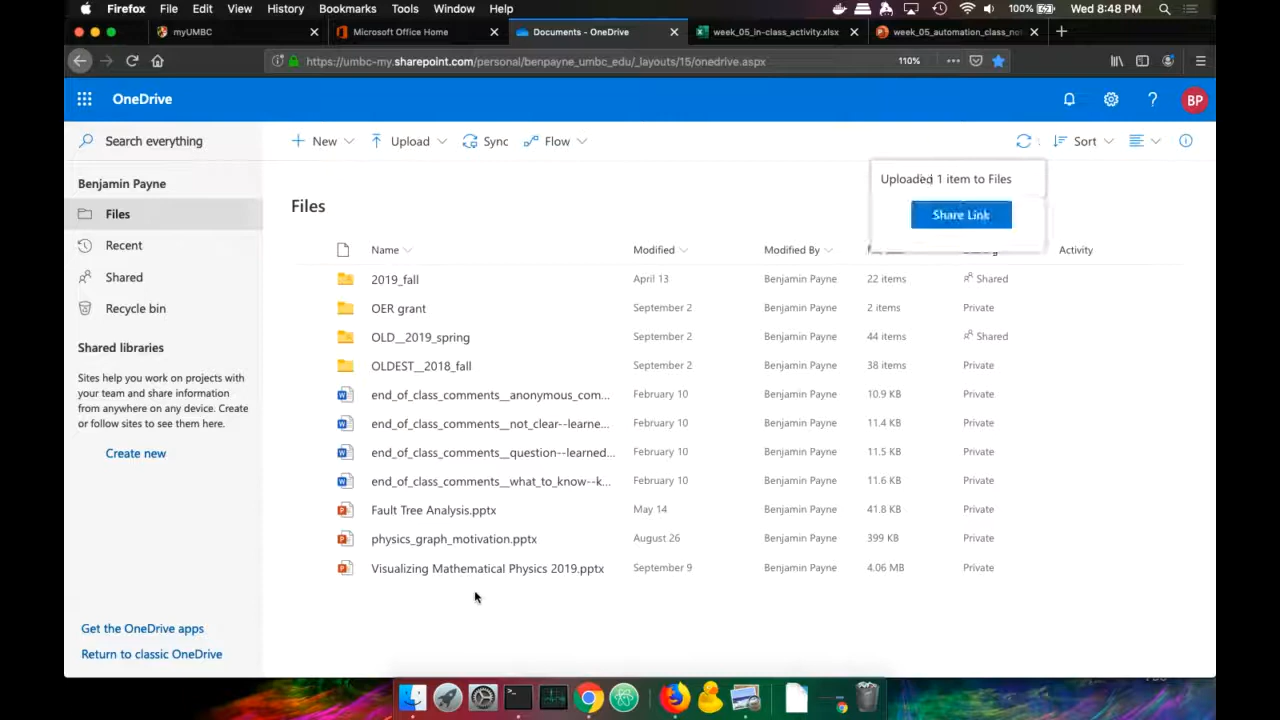 Firefox File Edit View History Bookmarks Tools Window Help 100% Wed 8:48 PM
myUMBC Microsoft Office Home Documents - OneDrive week_05_in-class_activity.xlsx week_05_automation_class_no
https://umbc-my.sharepoint.com/personal/benpayne_umbc_edu/_layouts/15/onedrive.aspx 110%
OneDrive ? BP
Search everything New Upload Sync Flow Sort
Uploaded 1 item to Files
Share Link
Benjamin Payne
Files
Recent
Shared
Recycle bin
Shared libraries
Sites help you work on projects with
your team and share information
from anywhere on any device. Create
or follow sites to see them here.
Create new
Get the OneDrive apps
Return to classic OneDrive
Files
Name Modified Modified By Activity
2019_fall April 13 Benjamin Payne 22 items Shared
OER grant September 2 Benjamin Payne 2 items Private
OLD__2019_spring September 2 Benjamin Payne 44 items Shared
OLDEST__2018_fall September 2 Benjamin Payne 38 items Private
end_of_class_comments__anonymous_com... February 10 Benjamin Payne 10.9 KB Private
end_of_class_comments__not_clear--learne... February 10 Benjamin Payne 11.4 KB Private
end_of_class_comments__question--learned... February 10 Benjamin Payne 11.5 KB Private
end_of_class_comments__what_to_know--k... February 10 Benjamin Payne 11.6 KB Private
Fault Tree Analysis.pptx May 14 Benjamin Payne 41.8 KB Private
physics_graph_motivation.pptx August 26 Benjamin Payne 399 KB Private
Visualizing Mathematical Physics 2019.pptx September 9 Benjamin Payne 4.06 MB Private